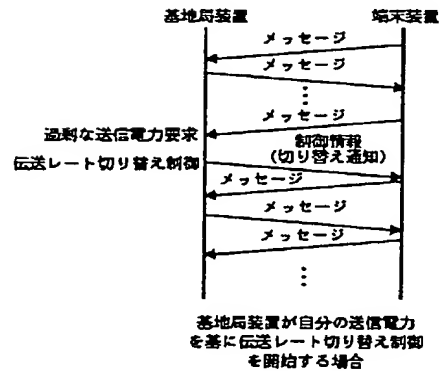 基地局装置 端末装置
メッセージ
メッセージ
メッセージ
過剰な送信電力要求
制御情報
(切り替え通知)
伝送レート切り替え制御
メッセージ
メッセージ
メッセージ
基地局装置が自分の送信電力
を基に伝送レート切り替え制御
を開始する場合